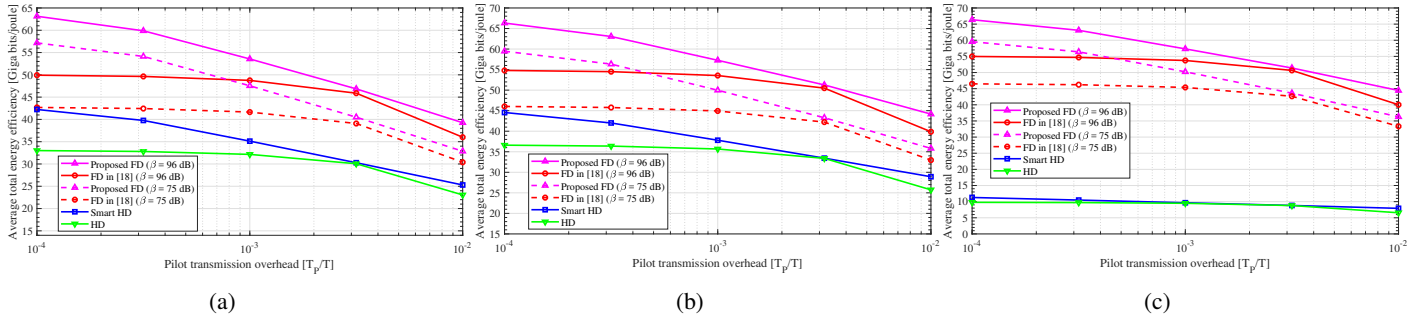 Average total energy efficiency [Giga bits/joule]
65
60
55
50
45
40
35
30
25
20
15
Proposed FD (β = 96 dB)
FD in [18] (β = 96 dB)
Proposed FD (β = 75 dB)
FD in [18] (β = 75 dB)
Smart HD
HD
10⁻⁴
10⁻³
10⁻²
Pilot transmission overhead [T_P/T]
(a)
Average total energy efficiency [Giga bits/joule]
70
65
60
55
50
45
40
35
30
25
20
15
Proposed FD (β = 96 dB)
FD in [18] (β = 96 dB)
Proposed FD (β = 75 dB)
FD in [18] (β = 75 dB)
Smart HD
HD
10⁻⁴
10⁻³
10⁻²
Pilot transmission overhead [T_P/T]
(b)
Average total energy efficiency [Giga bits/joule]
70
65
60
55
50
45
40
35
30
25
20
15
10
5
0
Proposed FD (β = 96 dB)
FD in [18] (β = 96 dB)
Proposed FD (β = 75 dB)
FD in [18] (β = 75 dB)
Smart HD
HD
10⁻⁴
10⁻³
10⁻²
Pilot transmission overhead [T_P/T]
(c)